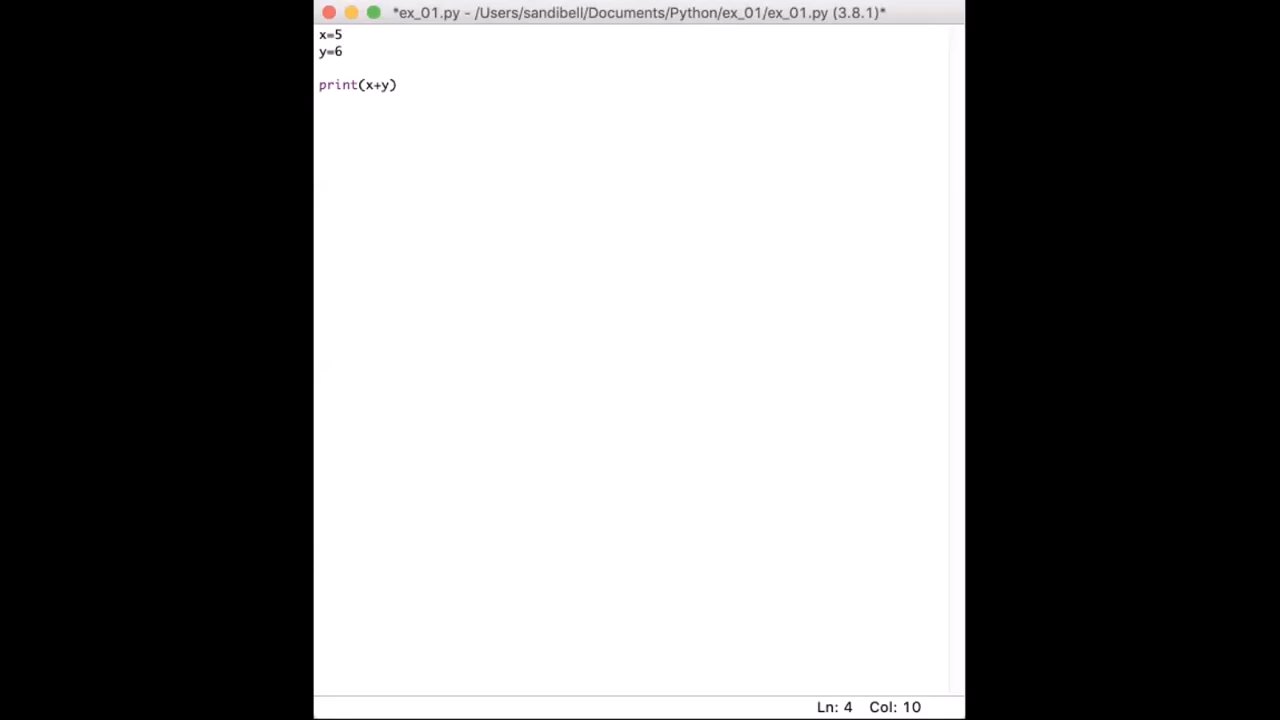 *ex_01.py - /Users/sandibell/Documents/Python/ex_01/ex_01.py (3.8.1)*
x=5
y=6
print(x+y)
Ln: 4 Col: 10